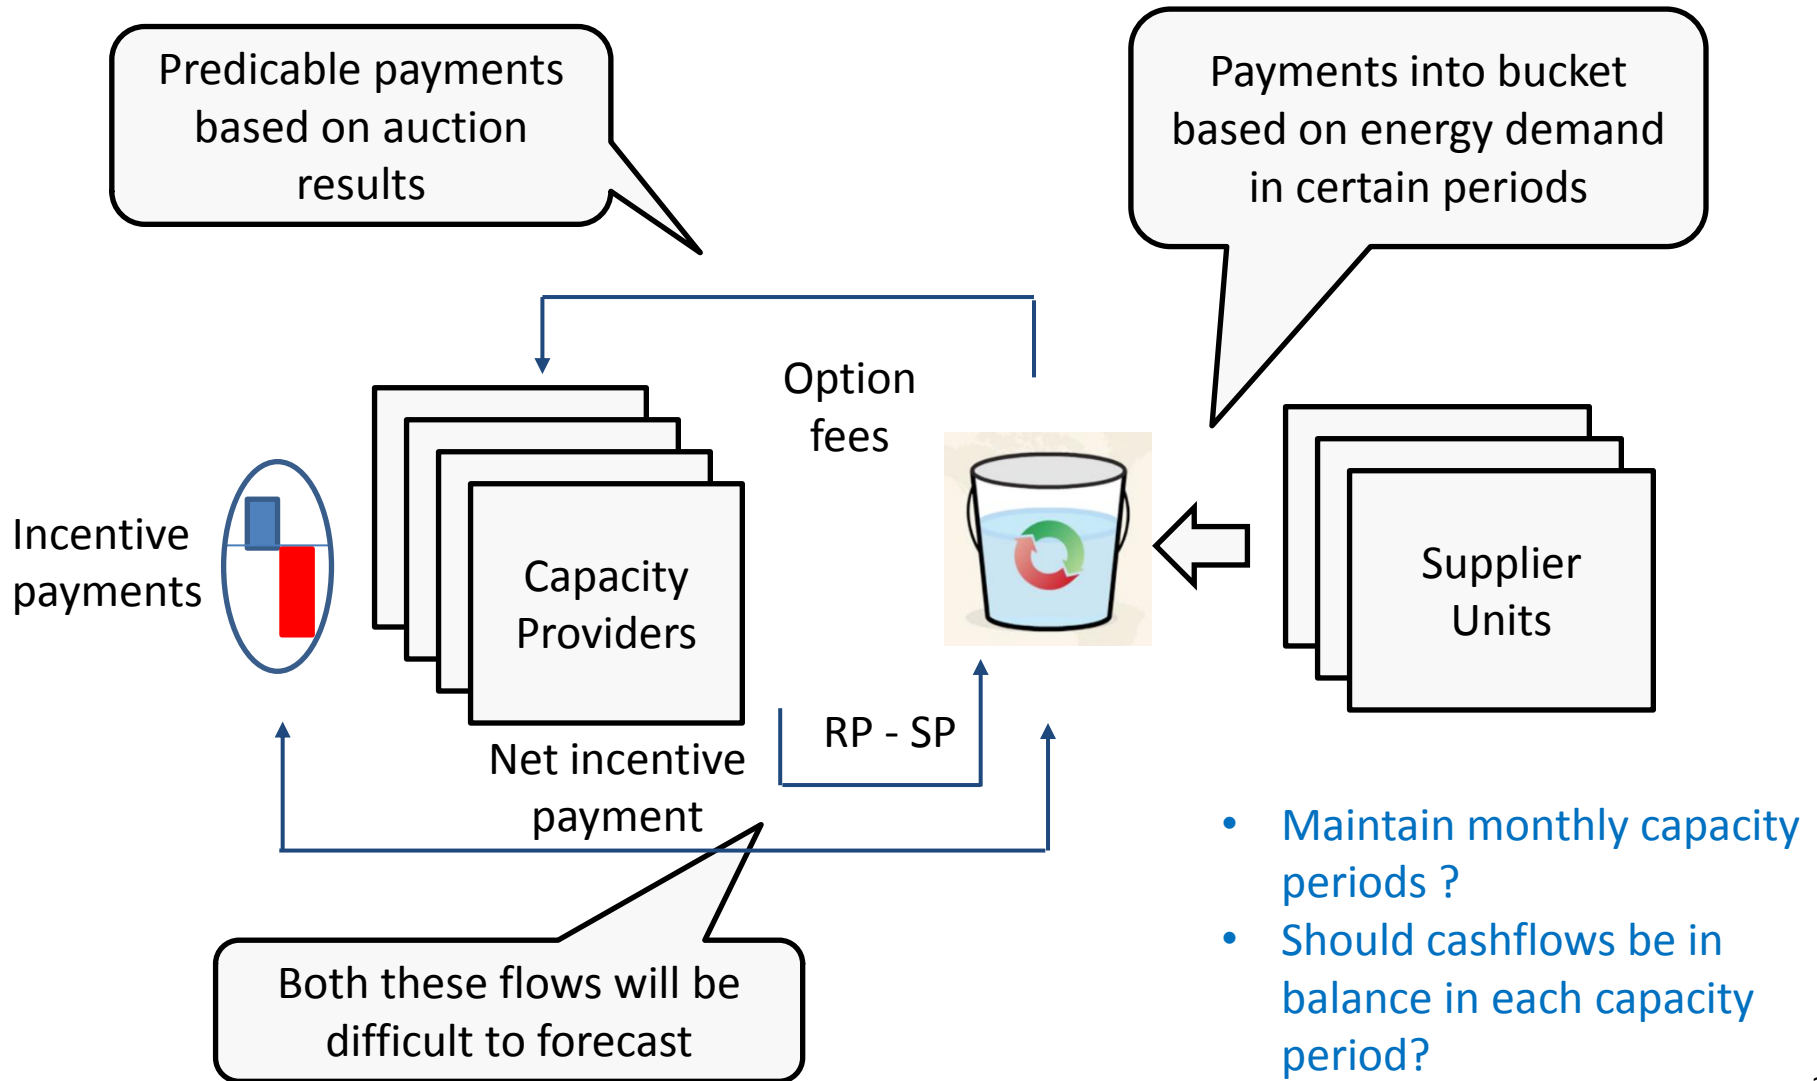 Predicable payments
based on auction
results
Payments into bucket
based on energy demand
in certain periods
Option
fees
Incentive
payments
Capacity
Providers
Supplier
Units
RP - SP
Net incentive
payment
Both these flows will be
difficult to forecast
• Maintain monthly capacity
periods ?
• Should cashflows be in
balance in each capacity
period?